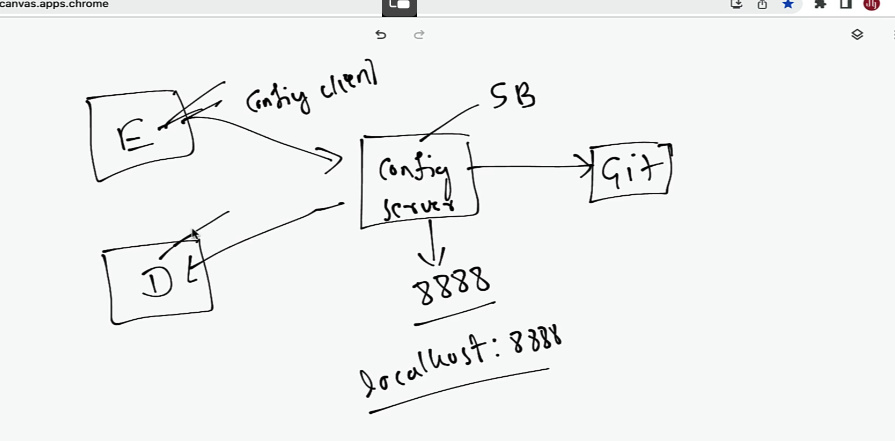 canvas.apps.chrome
Config client
SB
E
Config
server
Git
D
8888
localhost: 8888